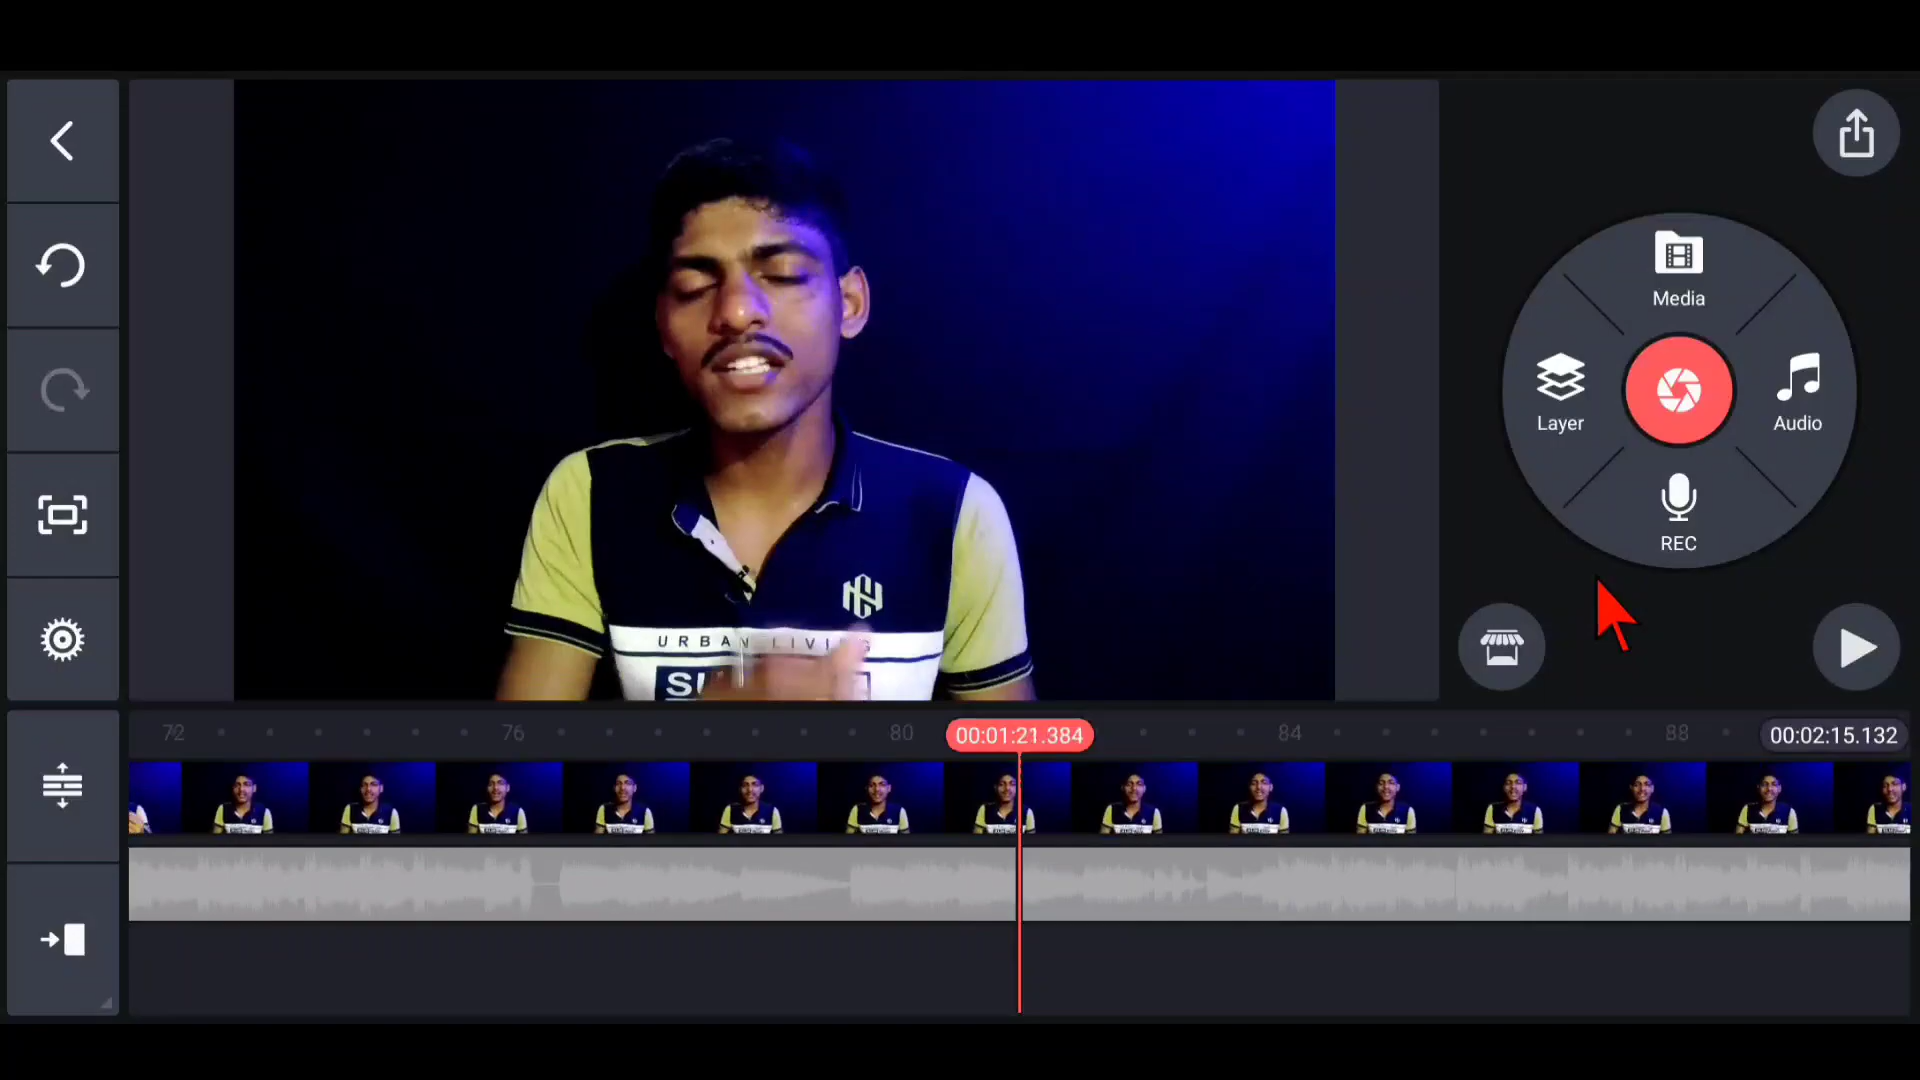 Media
Layer
Audio
REC
URBAN LIVING
72
76
80
00:01:21.384
84
88
00:02:15.132